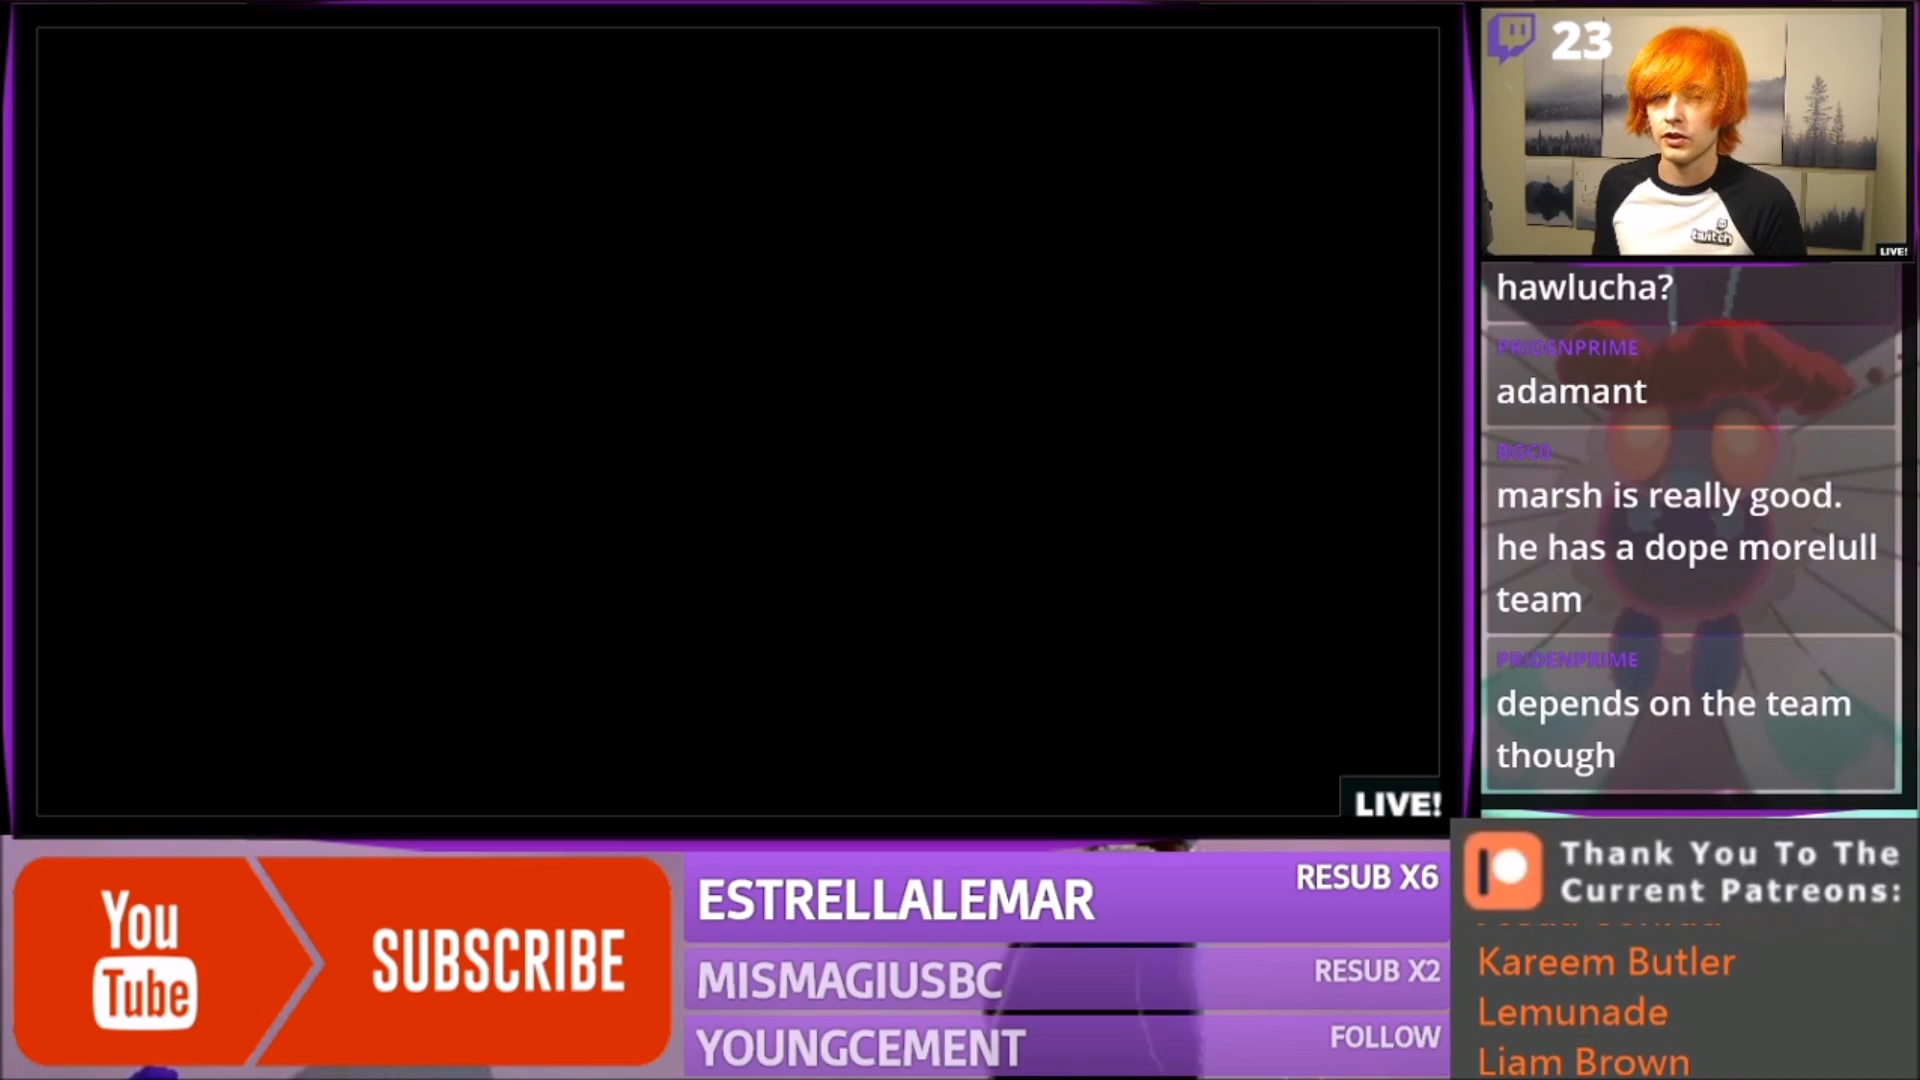 23
twitch
LIVE!
hawlucha?
PRIDENPRIME
adamant
BGC0
marsh is really good.
he has a dope morelull
team
PRIDENPRIME
depends on the team
though
LIVE!
You
Tube
SUBSCRIBE
ESTRELLALEMAR
RESUB X6
MISMAGIUSBC
RESUB X2
YOUNGCEMENT
FOLLOW
Thank You To The
Current Patreons:
Kareem Butler
Lemunade
Liam Brown